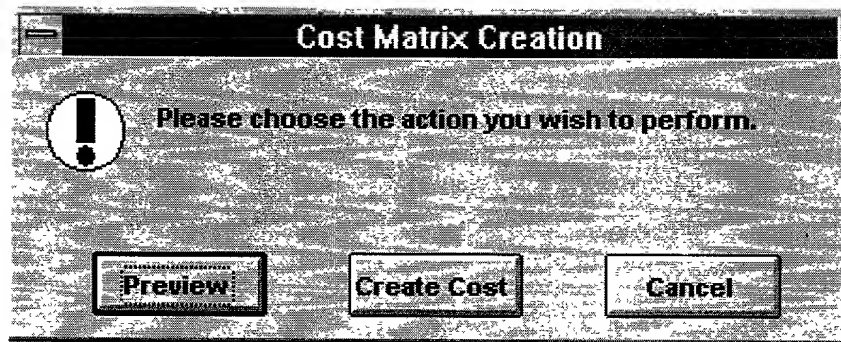 Cost Matrix Creation
Please choose the action you wish to perform.
Preview Create Cost Cancel